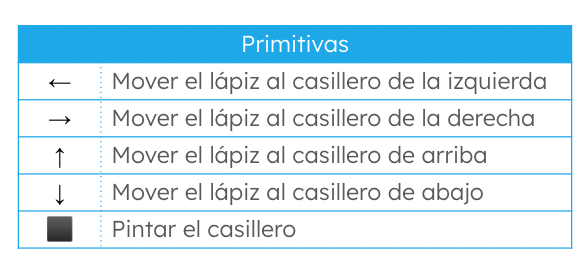 Primitivas
← Mover el lápiz al casillero de la izquierda
→ Mover el lápiz al casillero de la derecha
↑ Mover el lápiz al casillero de arriba
↓ Mover el lápiz al casillero de abajo
Pintar el casillero